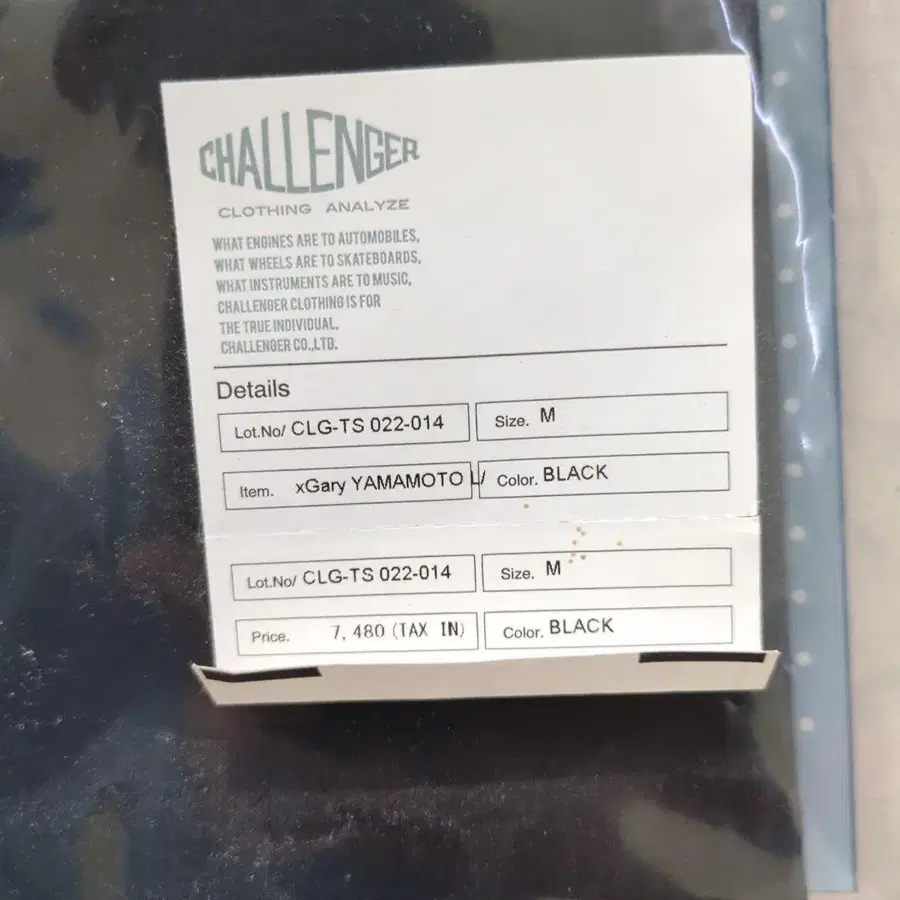 CHALLENGER
CLOTHING ANALYZE
WHAT ENGINES ARE TO AUTOMOBILES,
WHAT WHEELS ARE TO SKATEBOARDS,
WHAT INSTRUMENTS ARE TO MUSIC,
CHALLENGER CLOTHING IS FOR
THE TRUE INDIVIDUAL.
CHALLENGER CO.,LTD.
Details
Lot.No/ CLG-TS 022-014 Size. M
Item. xGary YAMAMOTO L/ Color. BLACK
Lot.No/ CLG-TS 022-014 Size. M
Price. 7,480 (TAX IN) Color. BLACK